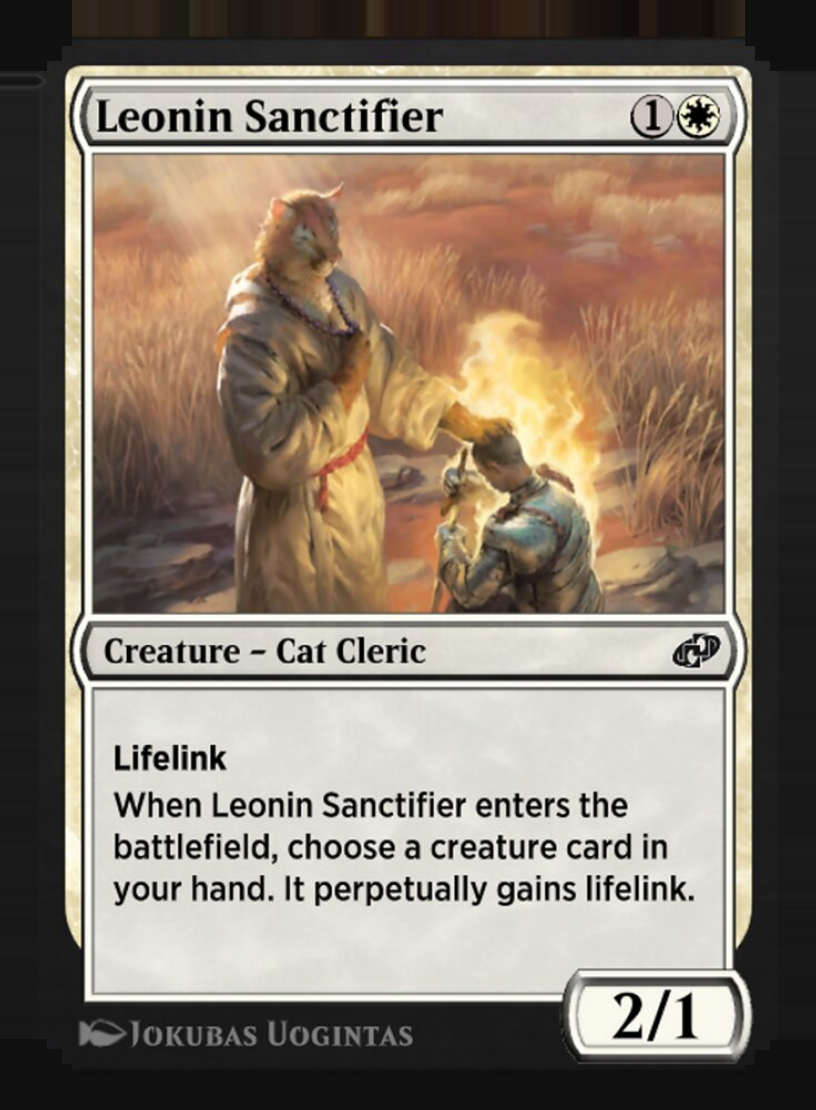 Leonin Sanctifier 1
Creature – Cat Cleric
Lifelink
When Leonin Sanctifier enters the
battlefield, choose a creature card in
your hand. It perpetually gains lifelink.
2/1
JOKUBAS UOGINTAS